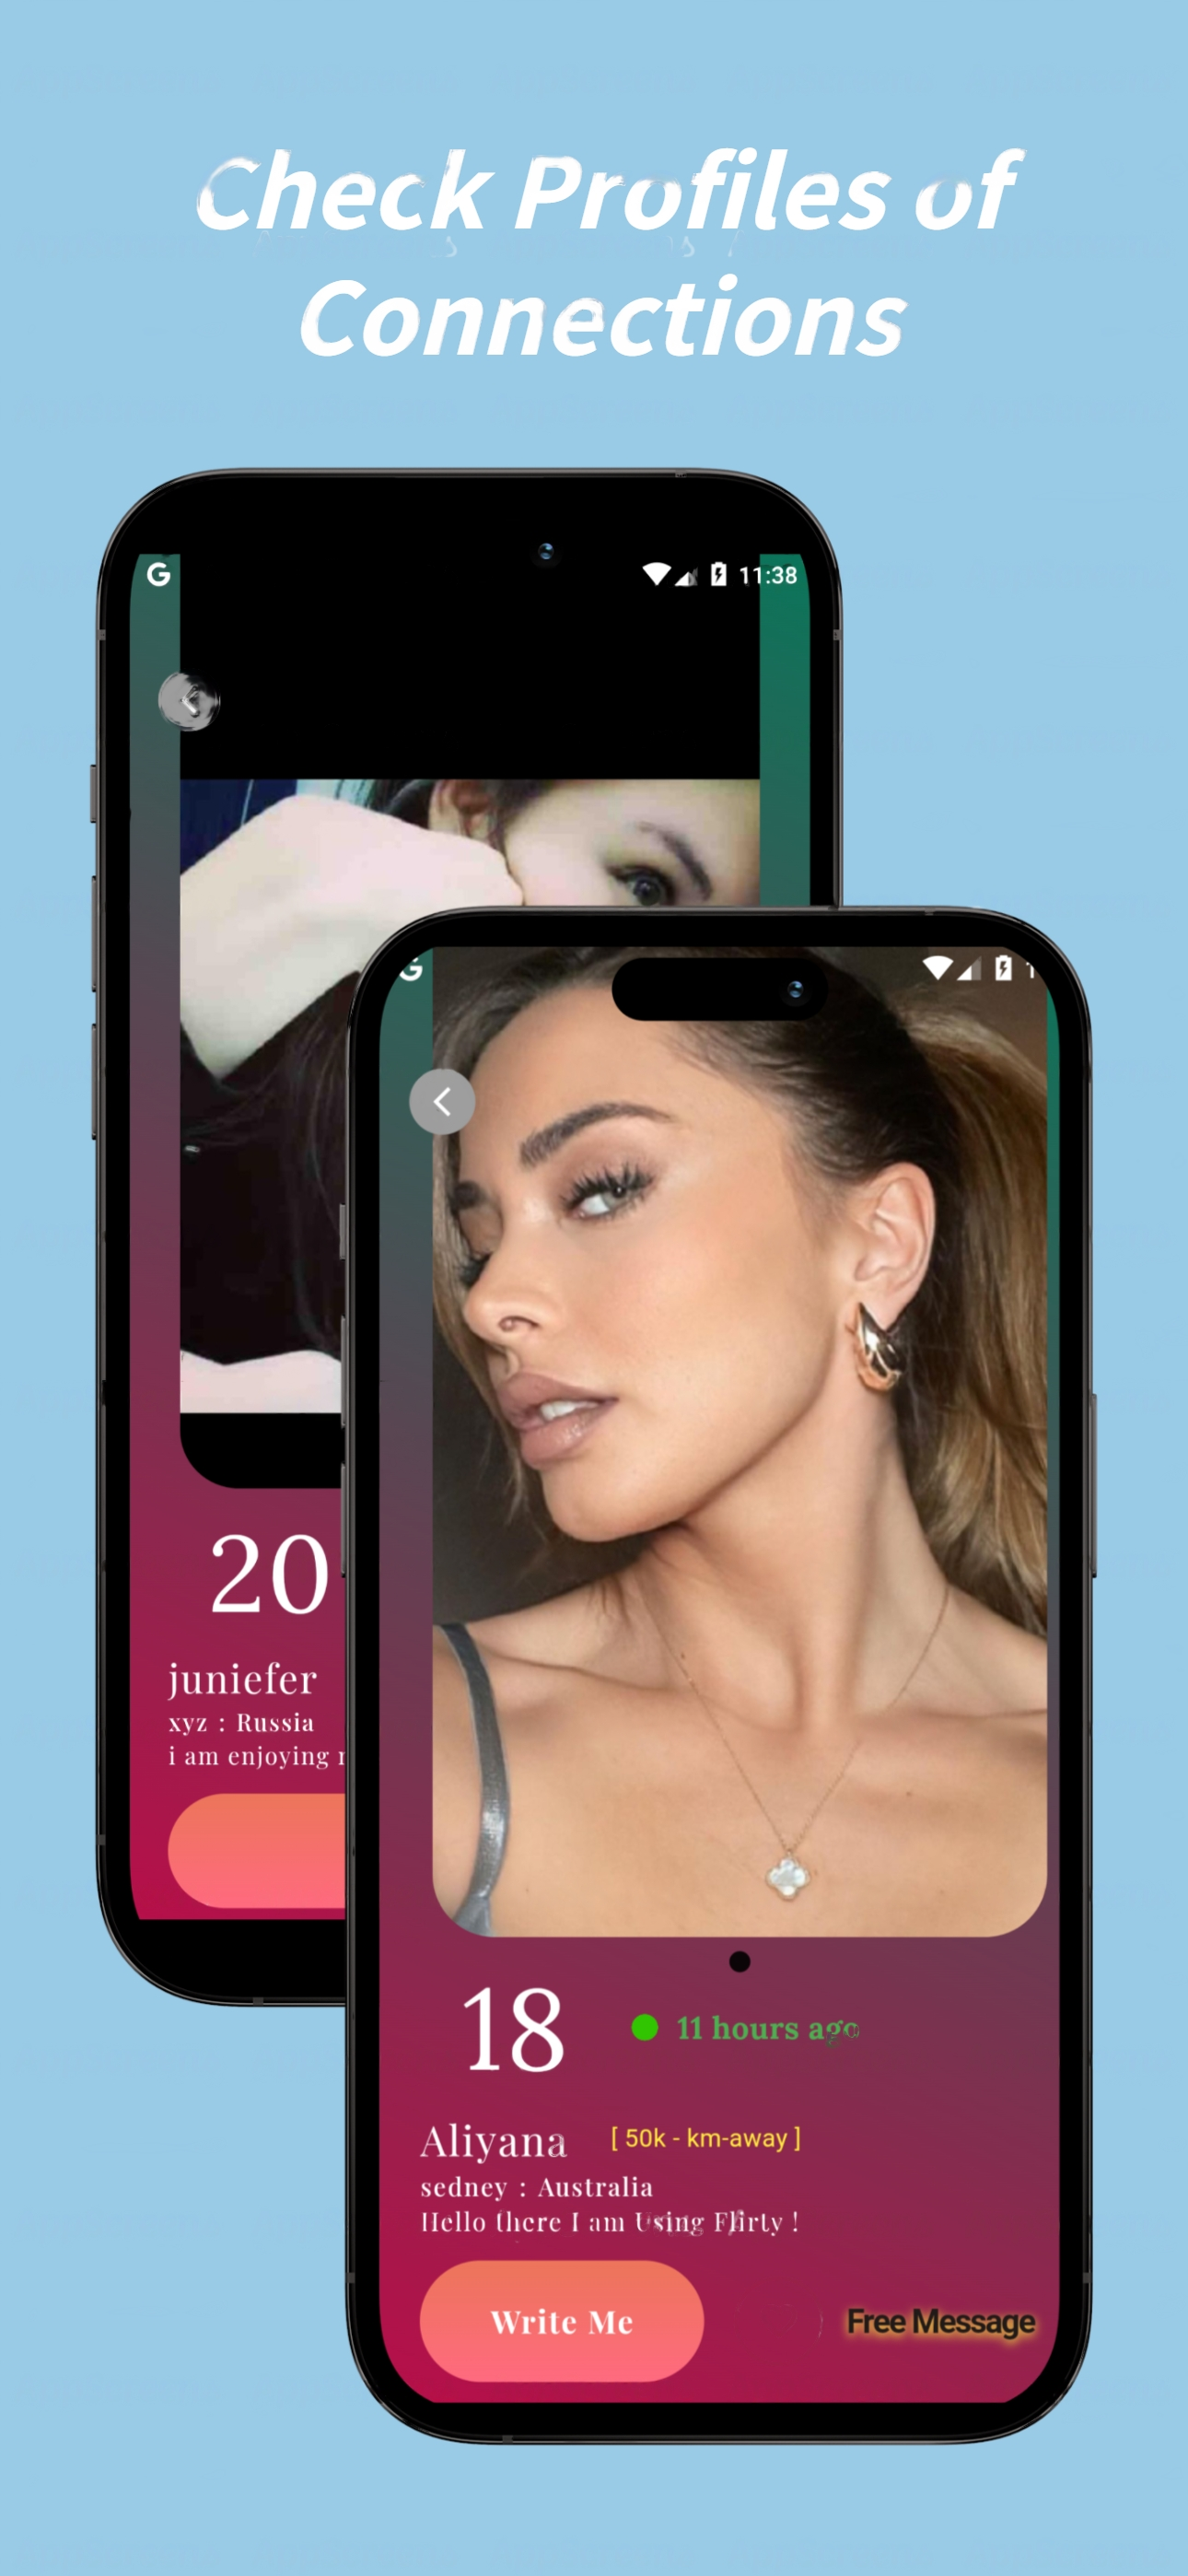 Check Profiles of
Connections
G 11:38
20
juniefer
xyz : Russia
i am enjoying
G 1
18
11 hours ago
Aliyana
[ 50k - km-away ]
sedney : Australia
Hello there I am Using Flirty !
Write Me
Free Message